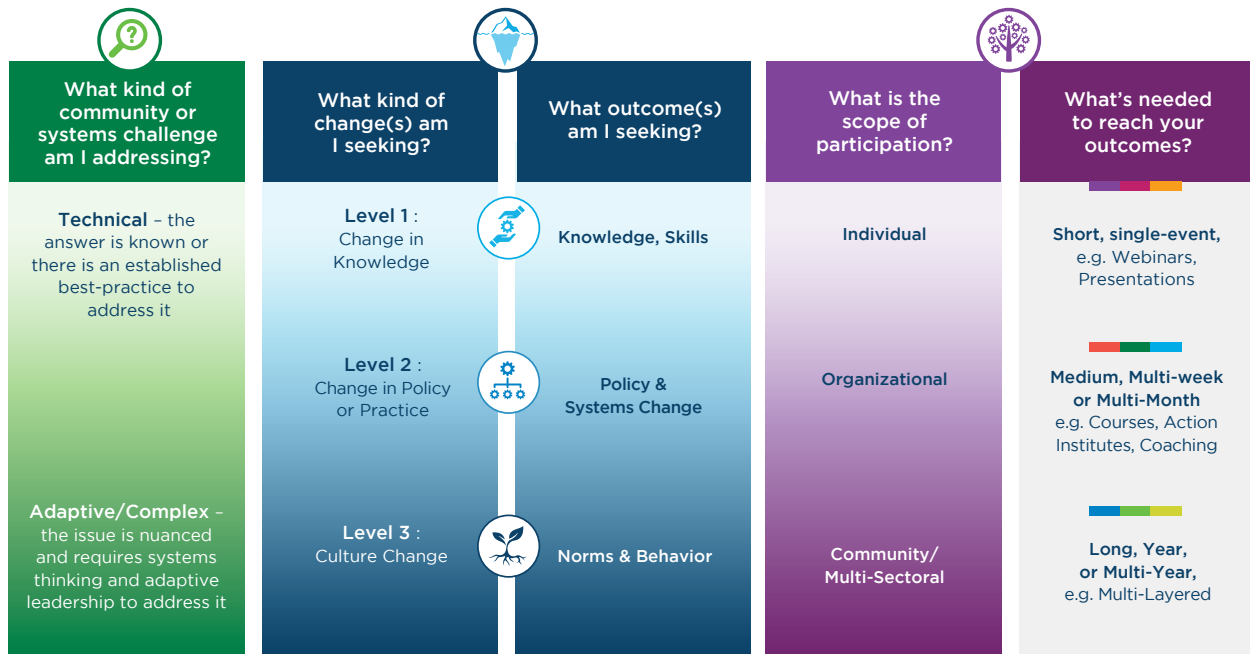 What kind of
community or
systems challenge
am I addressing?
Technical – the
answer is known or
there is an established
best-practice to
address it
Adaptive/Complex –
the issue is nuanced
and requires systems
thinking and adaptive
leadership to address it
What kind of
change(s) am
I seeking?
Level 1 :
Change in
Knowledge
Level 2 :
Change in Policy
or Practice
Level 3 :
Culture Change
What outcome(s)
am I seeking?
Knowledge, Skills
Policy &
Systems Change
Norms & Behavior
What is the
scope of
participation?
Individual
Organizational
Community/
Multi-Sectoral
What's needed
to reach your
outcomes?
Short, single-event,
e.g. Webinars,
Presentations
Medium, Multi-week
or Multi-Month
e.g. Courses, Action
Institutes, Coaching
Long, Year,
or Multi-Year,
e.g. Multi-Layered